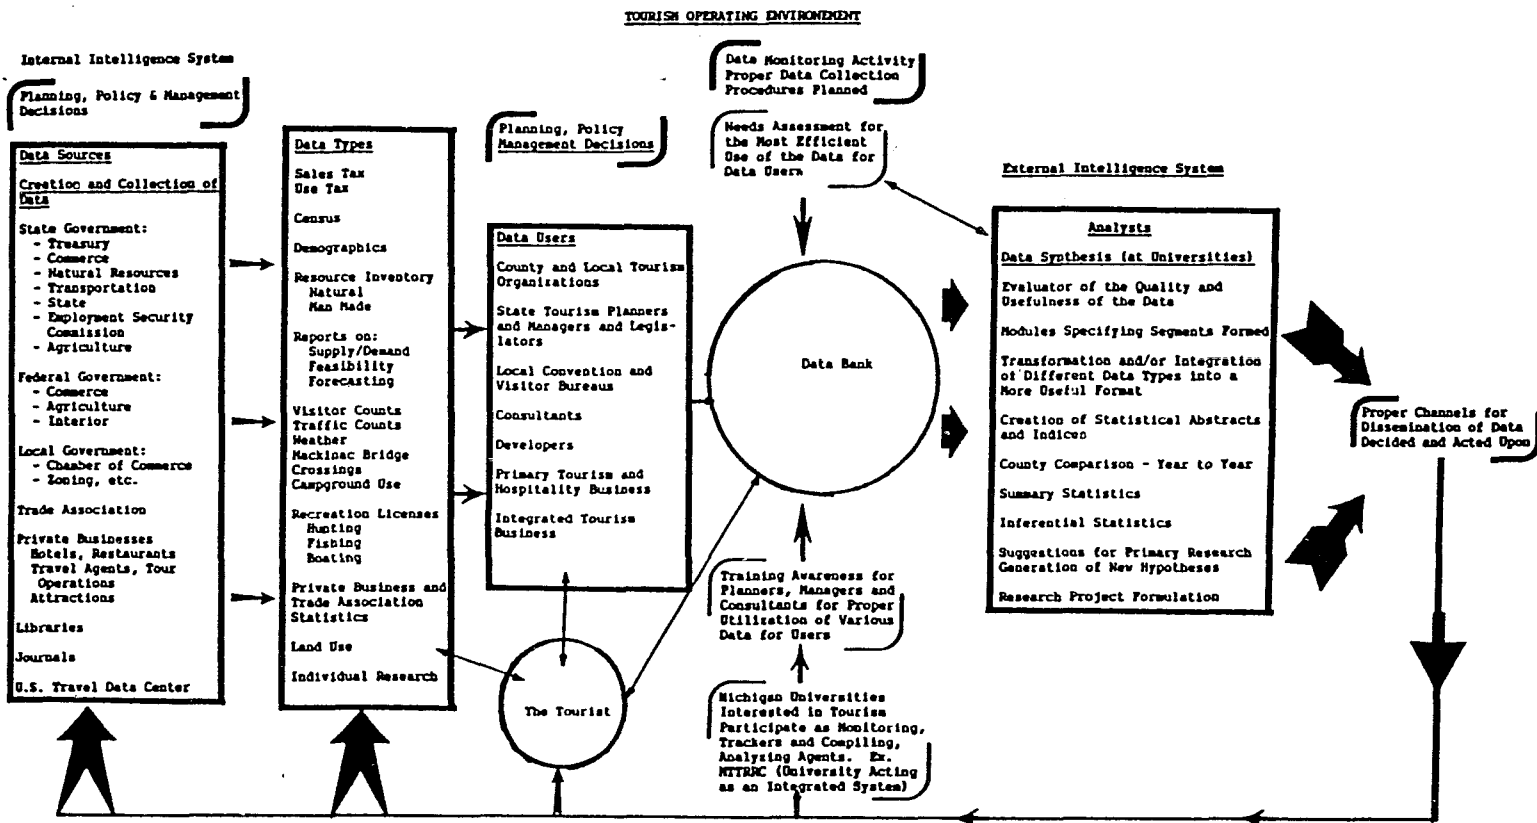 TOURISM OPERATING ENVIRONEMENT
Internal Intelligence System
Planning, Policy & Management
Decisions
Data Sources
Creation and Collection of
Data
State Government:
- Treasury
- Commerce
- Natural Resources
- Transportation
- State
- Employment Security
Commission
- Agriculture
Federal Government:
- Commerce
- Agriculture
- Interior
Local Government:
- Chamber of Commerce
- Zoning, etc.
Trade Association
Private Businesses
Hotels, Restaurants
Travel Agents, Tour
Operations
Attractions
Libraries
Journals
U.S. Travel Data Center
Data Types
Sales Tax
Use Tax
Census
Demographics
Resource Inventory
Natural
Man Made
Reports on:
Supply/Demand
Feasibility
Forecasting
Visitor Counts
Traffic Counts
Weather
Mackinac Bridge
Crossings
Campground Use
Recreation Licenses
Hunting
Fishing
Boating
Private Business and
Trade Association
Statistics
Land Use
Individual Research
Planning, Policy
Management Decisions
Data Users
County and Local Tourism
Organizations
State Tourism Planners
and Managers and Legis-
lators
Local Convention and
Visitor Bureaus
Consultants
Developers
Primary Tourism and
Hospitality Business
Integrated Tourism
Business
The Tourist
Data Monitoring Activity
Proper Data Collection
Procedures Planned
Needs Assessment for
the Most Efficient
Use of the Data for
Data Users
Data Bank
Training Awareness for
Planners, Managers and
Consultants for Proper
Utilization of Various
Data for Users
Michigan Universities
Interested in Tourism
Participate as Monitoring,
Trackers and Compiling,
Analyzing Agents. Ex.
MTTRRC (University Acting
as an Integrated System)
External Intelligence System
Analysts
Data Synthesis (at Universities)
Evaluator of the Quality and
Usefulness of the Data
Modules Specifying Segments Formed
Transformation and/or Integration
of Different Data Types into a
More Useful Format
Creation of Statistical Abstracts
and Indices
County Comparison - Year to Year
Summary Statistics
Inferential Statistics
Suggestions for Primary Research
Generation of New Hypotheses
Research Project Formulation
Proper Channels for
Dissemination of Data
Decided and Acted Upon